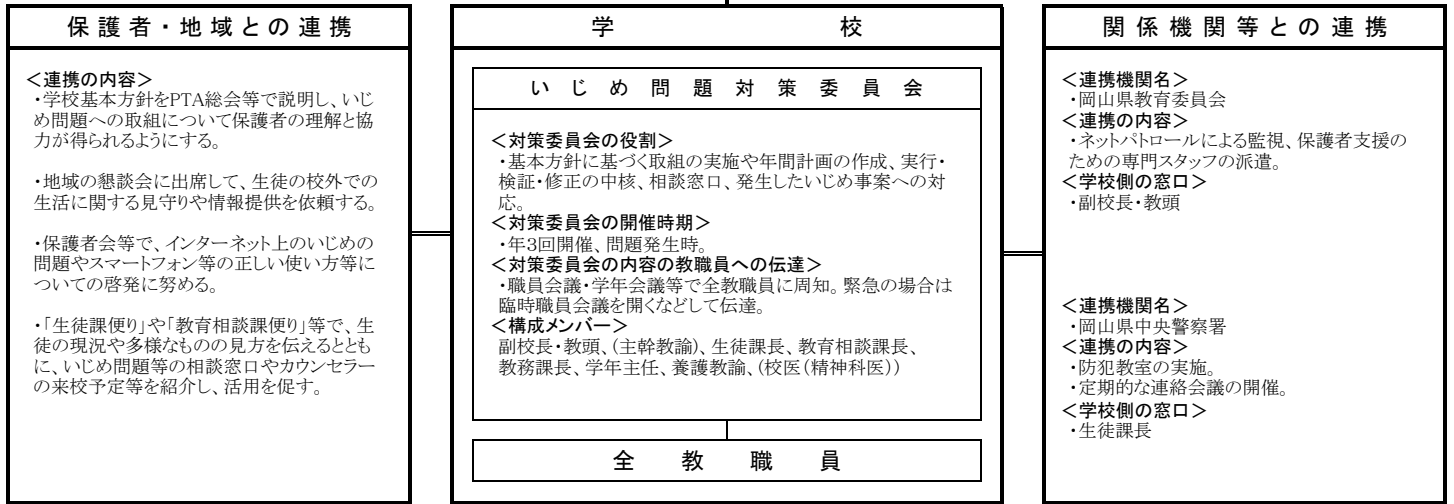 保護者・地域との連携
＜連携の内容＞
・学校基本方針をPTA総会等で説明し、いじ
め問題への取組について保護者の理解と協
力が得られるようにする。
・地域の懇談会に出席して、生徒の校外での
生活に関する見守りや情報提供を依頼する。
・保護者会等で、インターネット上のいじめの
問題やスマートフォン等の正しい使い方等に
ついての啓発に努める。
・「生徒課便り」や「教育相談課便り」等で、生
徒の現況や多様なものの見方を伝えるととも
に、いじめ問題等の相談窓口やカウンセラー
の来校予定等を紹介し、活用を促す。
学校
いじめ問題対策委員会
＜対策委員会の役割＞
・基本方針に基づく取組の実施や年間計画の作成、実行・
検証・修正の中核、相談窓口、発生したいじめ事案への対
応。
＜対策委員会の開催時期＞
・年3回開催、問題発生時。
＜対策委員会の内容の教職員への伝達＞
・職員会議・学年会議等で全教職員に周知。緊急の場合は
臨時職員会議を開くなどして伝達。
＜構成メンバー＞
副校長・教頭、(主幹教諭)、生徒課長、教育相談課長、
教務課長、学年主任、養護教諭、(校医(精神科医))
全教職員
関係機関等との連携
＜連携機関名＞
・岡山県教育委員会
＜連携の内容＞
・ネットパトロールによる監視、保護者支援の
ための専門スタッフの派遣。
＜学校側の窓口＞
・副校長・教頭
＜連携機関名＞
・岡山県中央警察署
＜連携の内容＞
・防犯教室の実施。
・定期的な連絡会議の開催。
＜学校側の窓口＞
・生徒課長